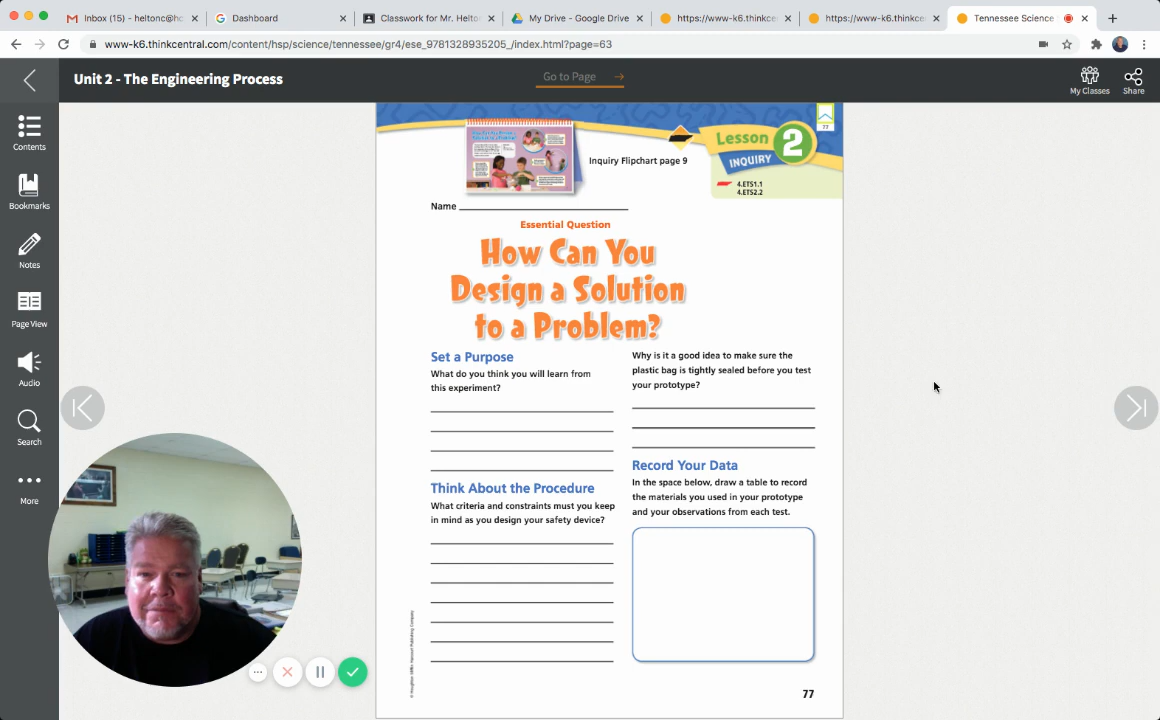 Inbox (15) - heltonc@hc
Dashboard
Classwork for Mr. Helto
My Drive - Google Drive
https://www-k6.thinkce
https://www-k6.thinkce
Tennessee Science
www-k6.thinkcentral.com/content/hsp/science/tennessee/gr4/ese_9781328935205_/index.html?page=63
Unit 2 - The Engineering Process
Go to Page
My Classes
Share
Contents
Bookmarks
Notes
Page View
Audio
Search
More
77
Lesson 2
INQUIRY
Inquiry Flipchart page 9
4.ETS1.1
4.ETS2.2
Name
Essential Question
How Can You
Design a Solution
to a Problem?
Set a Purpose
What do you think you will learn from
this experiment?
Think About the Procedure
What criteria and constraints must you keep
in mind as you design your safety device?
Why is it a good idea to make sure the
plastic bag is tightly sealed before you test
your prototype?
Record Your Data
In the space below, draw a table to record
the materials you used in your prototype
and your observations from each test.
© Houghton Mifflin Harcourt Publishing Company
77